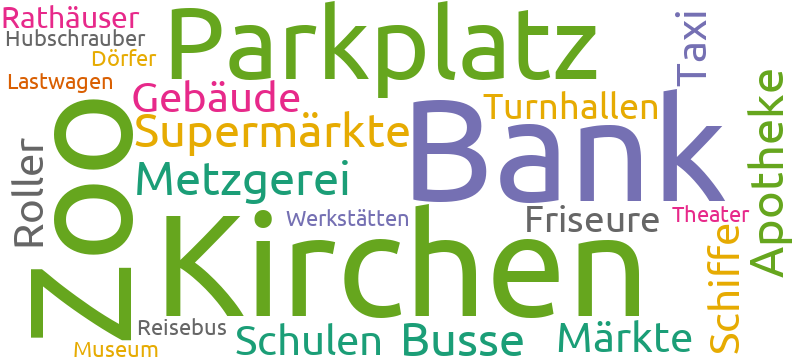 Rathäuser
Parkplatz
Taxi
Hubschrauber
Dörfer
Lastwagen
Gebäude
Turnhallen
Supermärkte
Bank
Apotheke
Zoo
Roller
Metzgerei
Kirchen
Werkstätten
Friseure
Theater
Schiffe
Reisebus
Schulen
Busse
Märkte
Museum